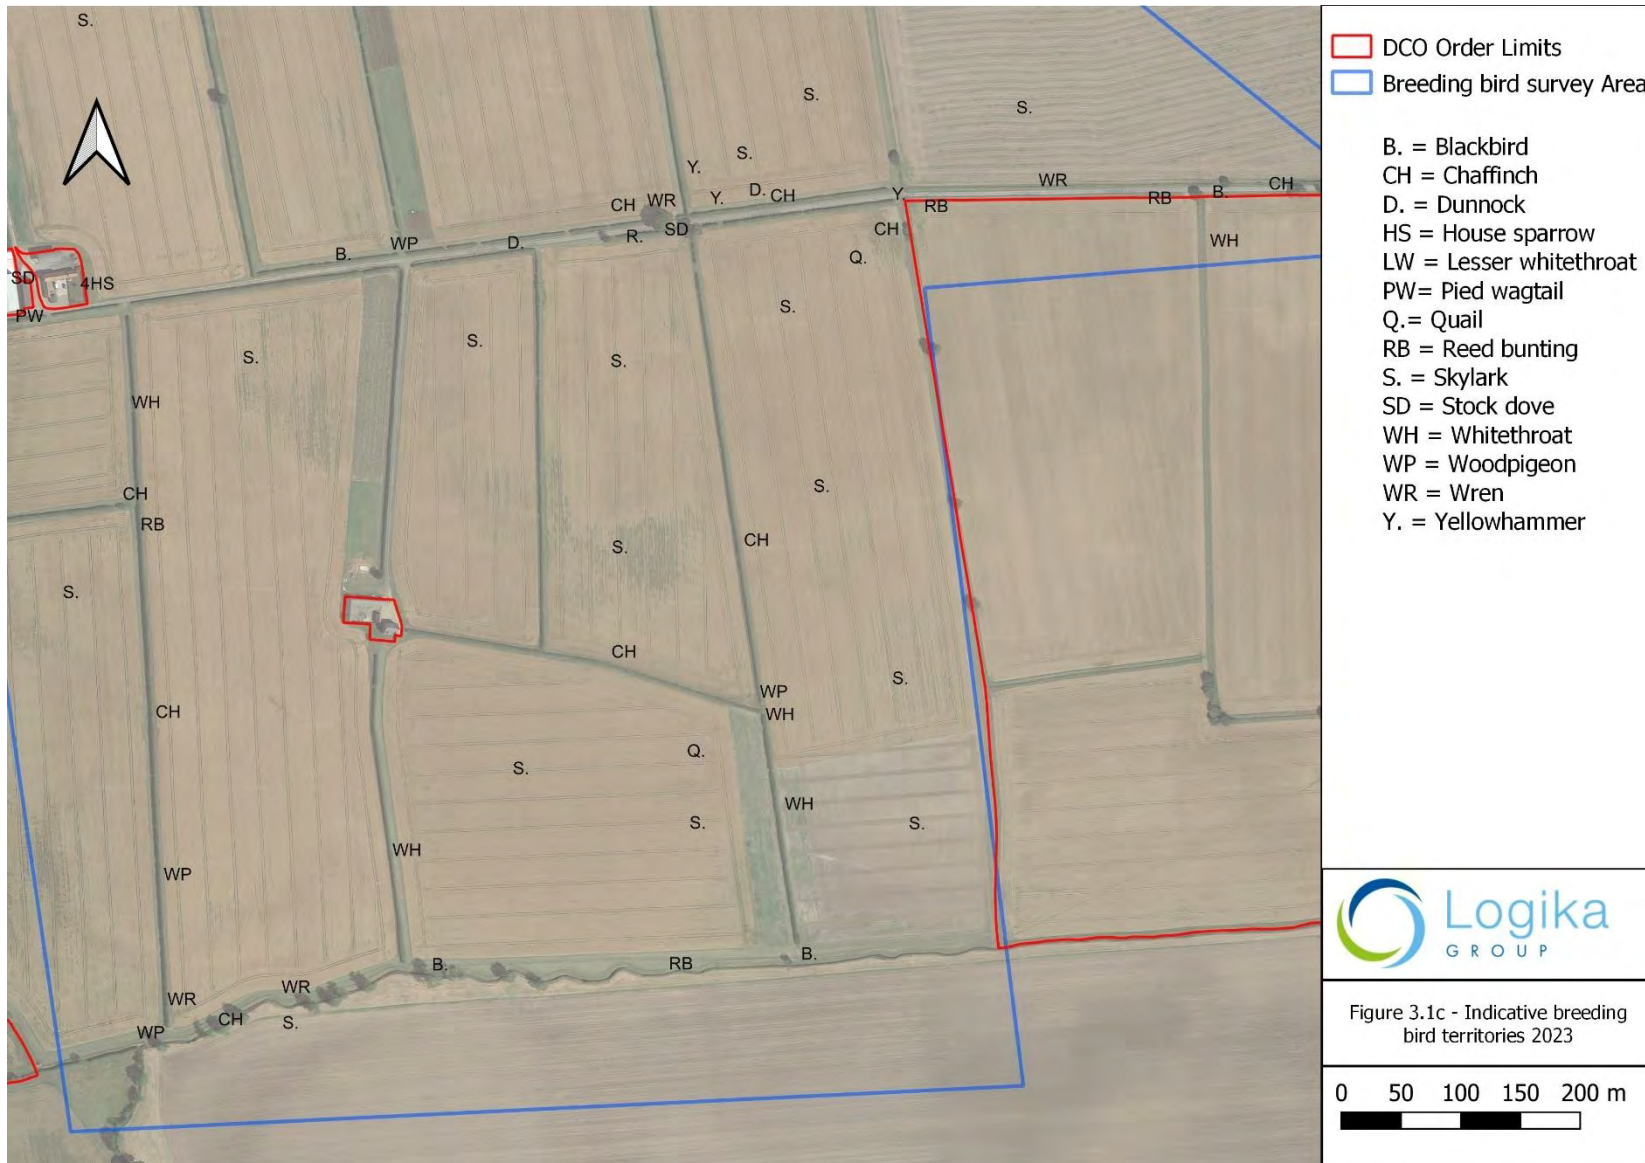 S.
S.
S.
S.
Y.
WR
CH
B.
CH
WR
Y.
D.
CH
Y.
RB
RB
WH
B.
WP
D.
R.
SD
CH
Q.
SD
4HS
PW
S.
S.
S.
S.
WH
S.
CH
RB
CH
S.
S.
CH
S.
WP
WH
CH
Q.
S.
WH
S.
S.
WH
WP
B.
B.
RB
WR
WR
CH
S.
WP
DCO Order Limits
Breeding bird survey Area
B. = Blackbird
CH = Chaffinch
D. = Dunnock
HS = House sparrow
LW = Lesser whitethroat
PW= Pied wagtail
Q.= Quail
RB = Reed bunting
S. = Skylark
SD = Stock dove
WH = Whitethroat
WP = Woodpigeon
WR = Wren
Y. = Yellowhammer
Logika
GROUP
Figure 3.1c - Indicative breeding
bird territories 2023
0 50 100 150 200 m